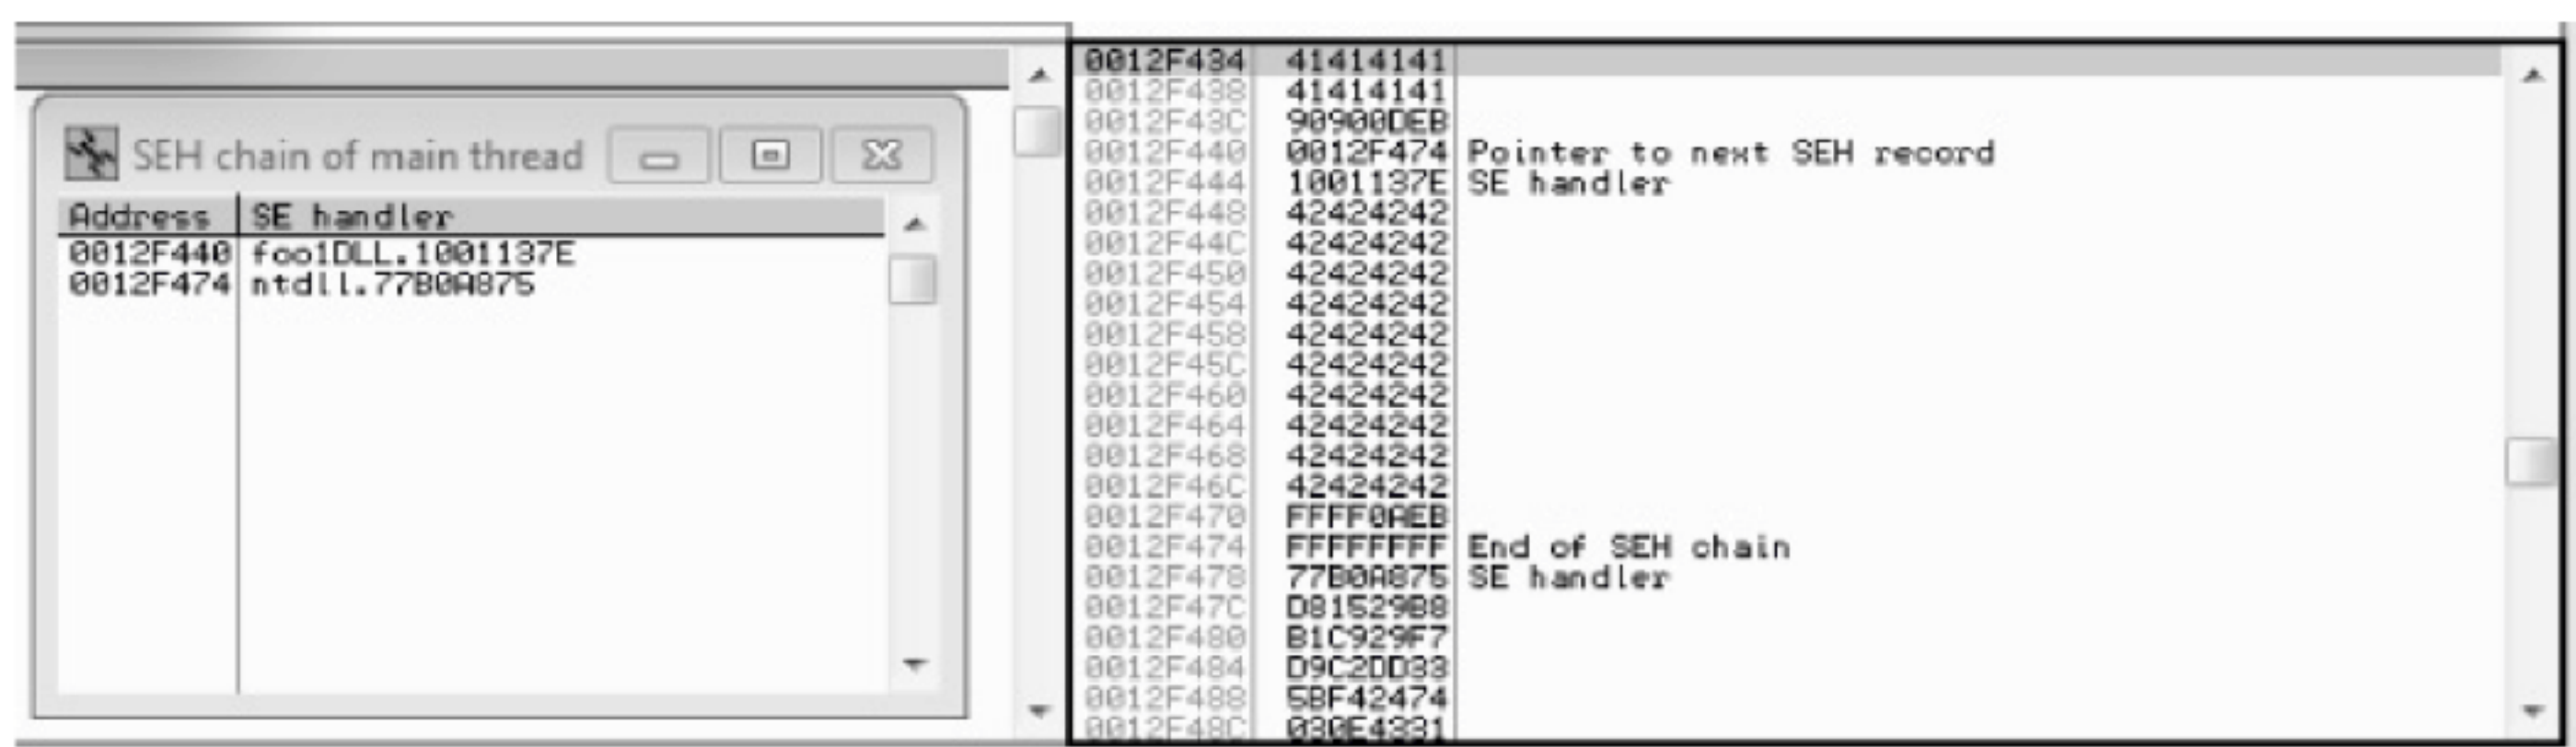 SEH chain of main thread
Address SE handler
0012F440 foo1DLL.1001137E
0012F474 ntdll.77B0A875
0012F434 41414141
0012F438 41414141
0012F43C 90900DEB
0012F440 0012F474 Pointer to next SEH record
0012F444 1001137E SE handler
0012F448 42424242
0012F44C 42424242
0012F450 42424242
0012F454 42424242
0012F458 42424242
0012F45C 42424242
0012F460 42424242
0012F464 42424242
0012F468 42424242
0012F46C 42424242
0012F470 FFFF0AEB
0012F474 FFFFFFFF End of SEH chain
0012F478 77B0A875 SE handler
0012F47C D81529B8
0012F480 B1C929F7
0012F484 D9C2DD33
0012F488 5BF42474
0012F48C 030E4331